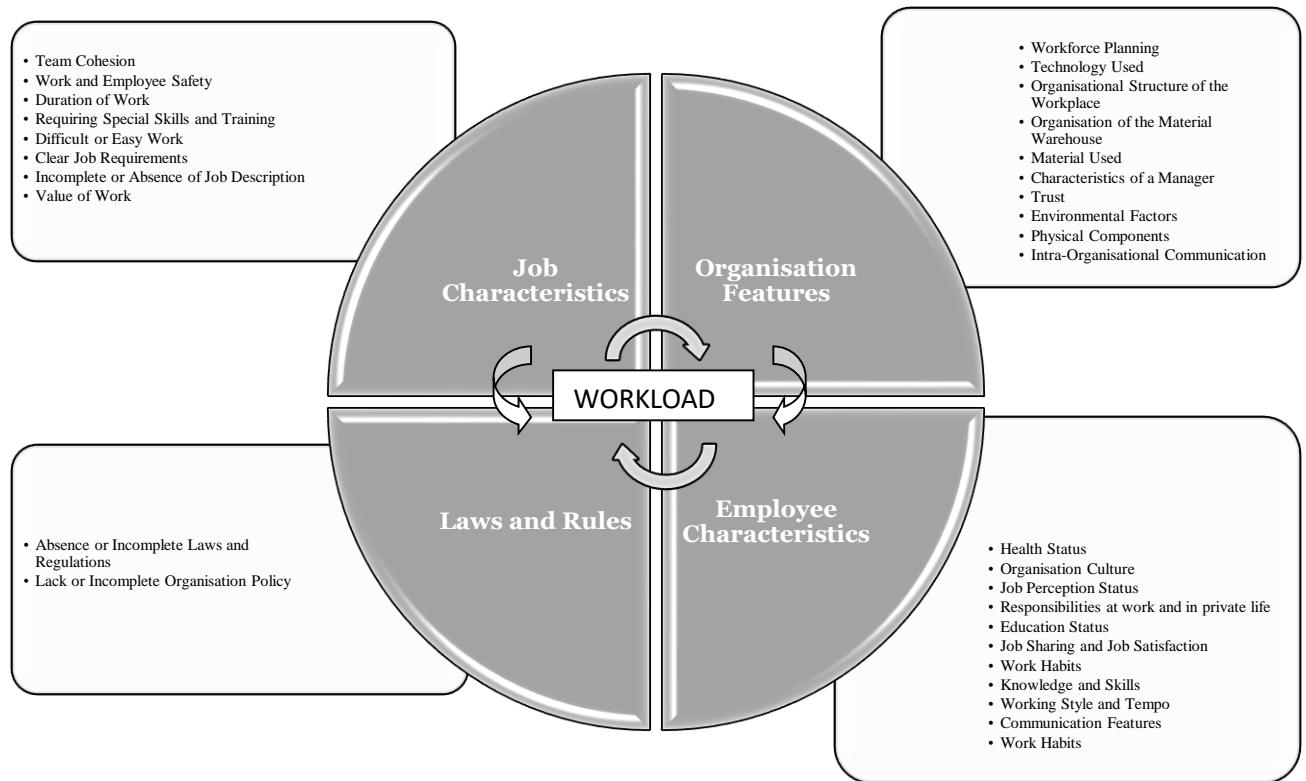 • Team Cohesion
• Work and Employee Safety
• Duration of Work
• Requiring Special Skills and Training
• Difficult or Easy Work
• Clear Job Requirements
• Incomplete or Absence of Job Description
• Value of Work
• Workforce Planning
• Technology Used
• Organisational Structure of the
Workplace
• Organisation of the Material
Warehouse
• Material Used
• Characteristics of a Manager
• Trust
• Environmental Factors
• Physical Components
• Intra-Organisational Communication
Job
Characteristics
Organisation
Features
WORKLOAD
Laws and Rules
Employee
Characteristics
• Absence or Incomplete Laws and
Regulations
• Lack or Incomplete Organisation Policy
• Health Status
• Organisation Culture
• Job Perception Status
• Responsibilities at work and in private life
• Education Status
• Job Sharing and Job Satisfaction
• Work Habits
• Knowledge and Skills
• Working Style and Tempo
• Communication Features
• Work Habits